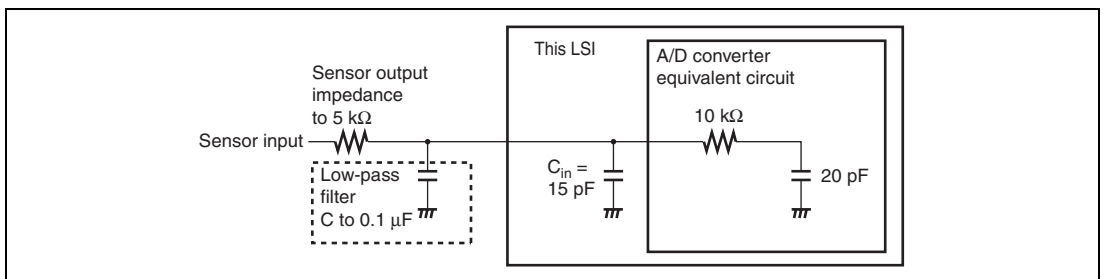 This LSI
A/D converter
equivalent circuit
Sensor output
impedance
to 5 kΩ
10 kΩ
Sensor input
Low-pass
filter
C to 0.1 μF
Cin =
15 pF
20 pF